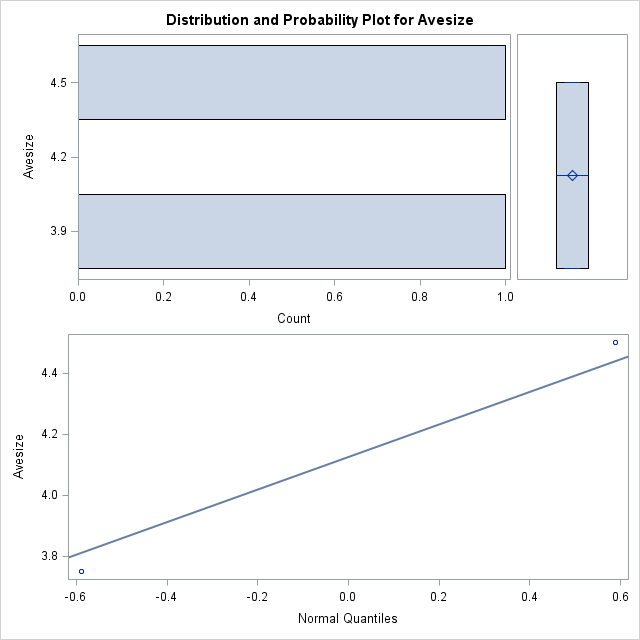 Distribution and Probability Plot for Avesize
4.5
4.2
3.9
Avesize
0.0 0.2 0.4 0.6 0.8 1.0
Count
4.4
4.2
4.0
3.8
Avesize
-0.6 -0.4 -0.2 0.0 0.2 0.4 0.6
Normal Quantiles